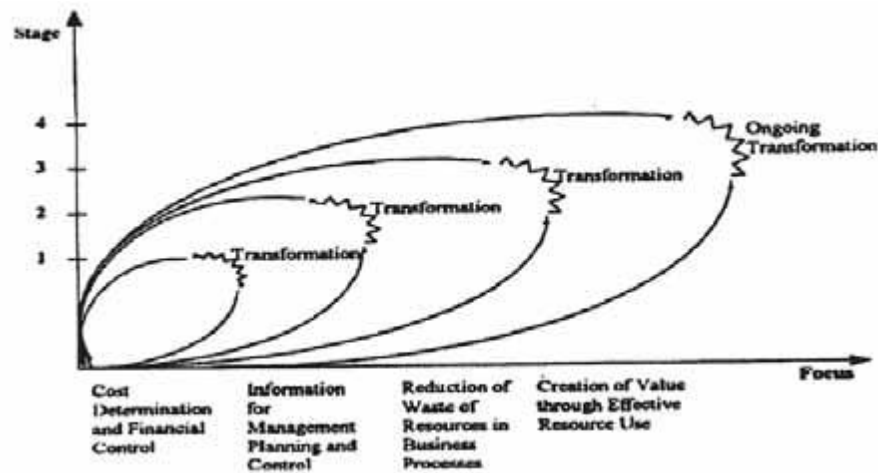 Stage
4
Ongoing
Transformation
3
Transformation
2
Transformation
1
Transformation
Focus
Cost
Determination
and Financial
Control
Information
for
Management
Planning and
Control
Reduction of
Waste of
Resources in
Business
Processes
Creation of Value
through Effective
Resource Use